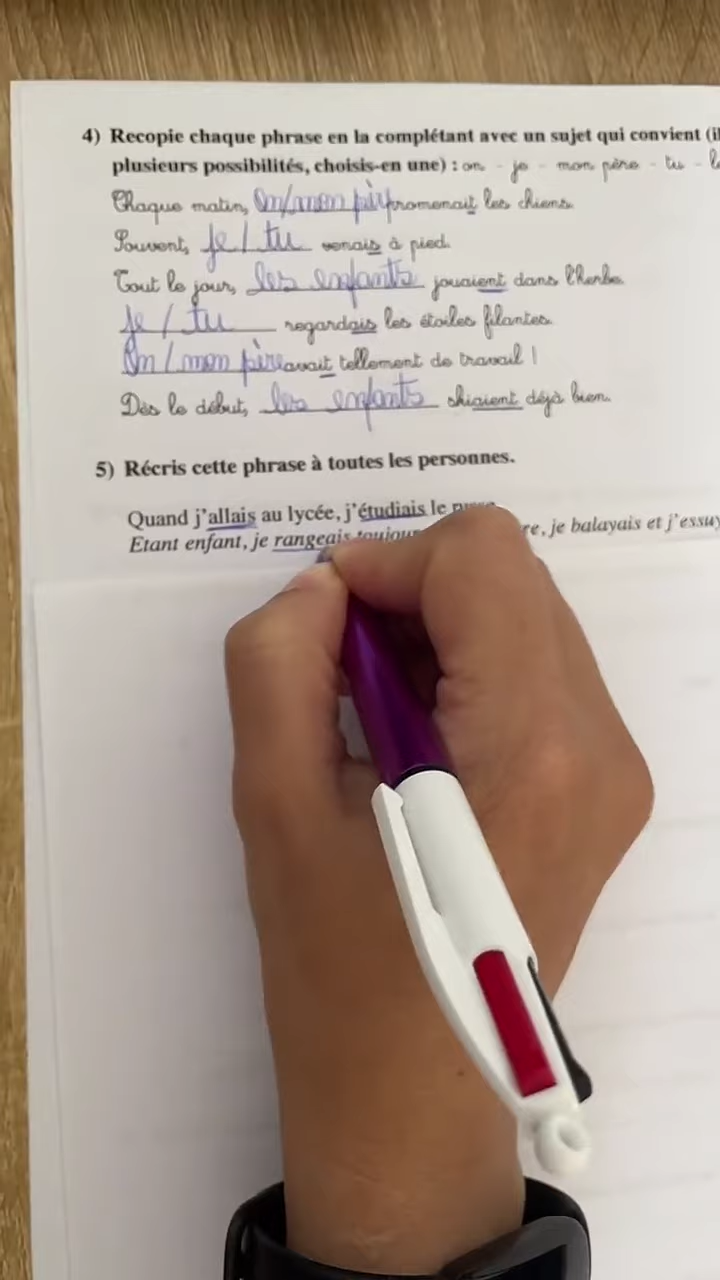 4) Recopie chaque phrase en la complétant avec un sujet qui convient (il
plusieurs possibilités, choisis-en une) : on - je - mon père - tu - le
Chaque matin, On/mon père promenait les chiens.
Souvent, je / tu venais à pied.
Tout le jour, les enfants jouaient dans l'herbe.
je / tu regardais les étoiles filantes.
On / mon père avait tellement de travail !
Dès le début, les enfants skiaient déjà bien.
5) Récris cette phrase à toutes les personnes.
Quand j'allais au lycée, j'étudiais le
Etant enfant, je rangeais toujours re, je balayais et j'essuy